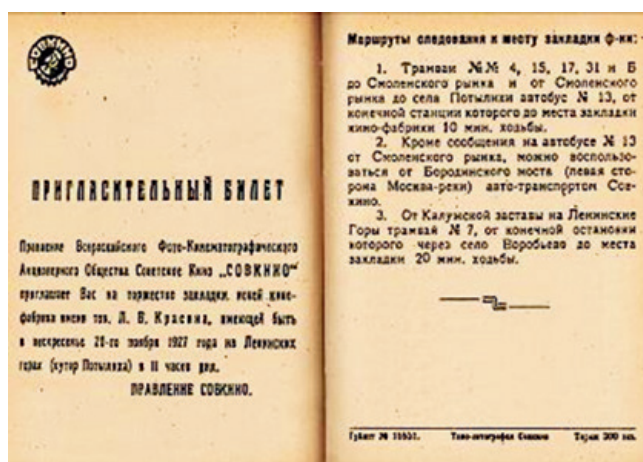 СОВКИНО
ПРИГЛАСИТЕЛЬНЫЙ БИЛЕТ
Правление Всероссийского Фото-Кинематографического
Акционерного Общества Советское Кино „СОВКИНО"
приглашает Вас на торжество закладки новой кино-
фабрики имени тов. Л. Б. Красина, имеющей быть
в воскресенье 20-го ноября 1927 года на Ленинских
горах (хутор Потылиха) в 11 часов дня.
ПРАВЛЕНИЕ СОВКИНО.
Маршруты следования к месту закладки ф-ки:
1. Трамваи №№ 4, 15, 17, 31 и Б
до Смоленского рынка и от Смоленского
рынка до села Потылихи автобус № 13, от
конечной станции которого до места закладки
кино-фабрики 10 мин. ходьбы.
2. Кроме сообщения на автобусе № 13
от Смоленского рынка, можно воспользо-
ваться от Бородинского моста (левая сто-
рона Москва-реки) авто-транспортом Сов-
кино.
3. От Калужской заставы на Ленинские
Горы трамвай № 7, от конечной остановки
которого через село Воробьево до места
закладки 20 мин. ходьбы.
Главлит № Типо-литография Совкино Тираж 300 экз.